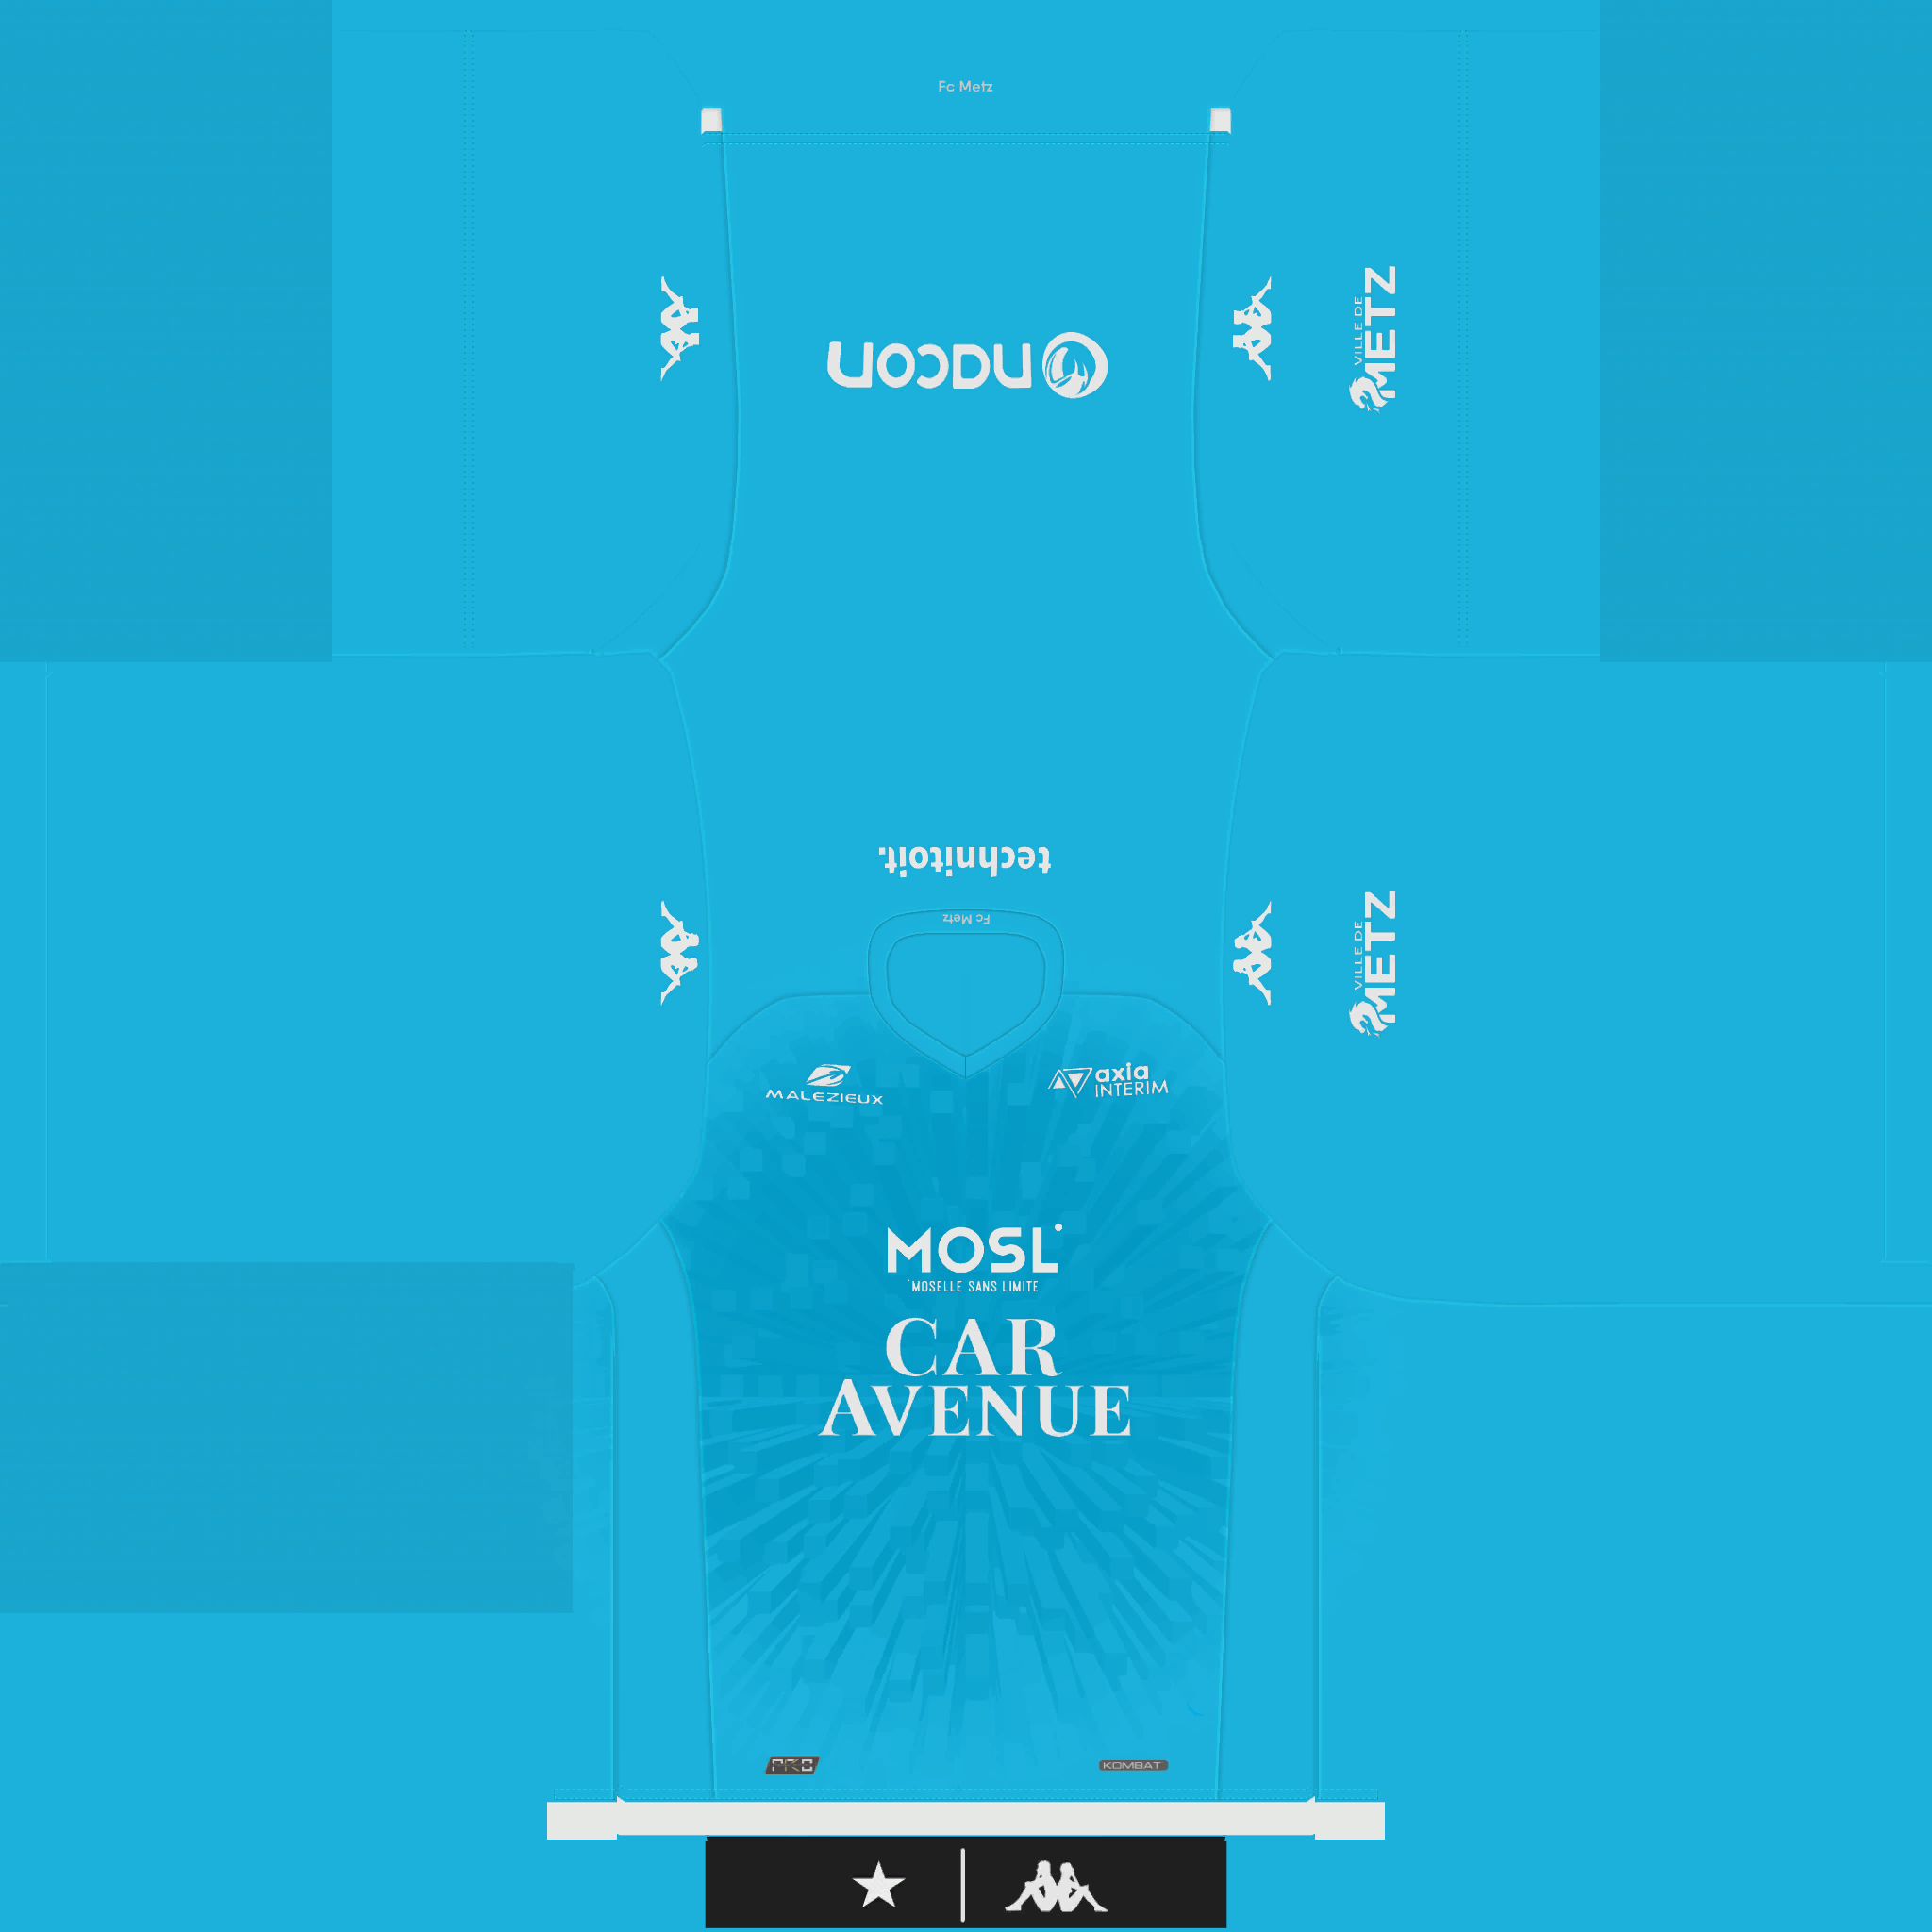 Fc Metz
nacon
VILLE DE
METZ
technitoit.
Fc Metz
VILLE DE
METZ
MALEZIEUX
axia
INTERIM
MOSL°
°MOSELLE SANS LIMITE
CAR
AVENUE
PRO
KOMBAT